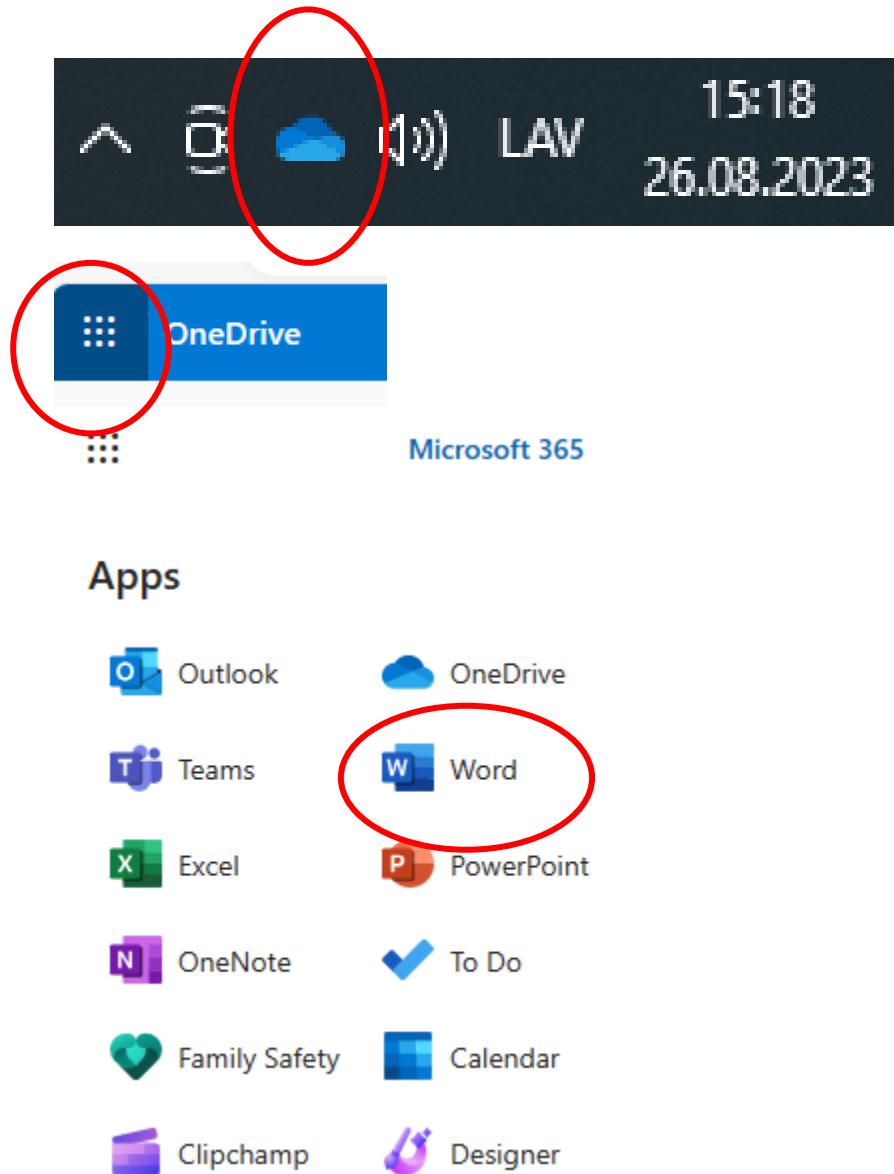 LAV
15:18
26.08.2023
OneDrive
Microsoft 365
Apps
Outlook OneDrive
Teams Word
Excel PowerPoint
OneNote To Do
Family Safety Calendar
Clipchamp Designer